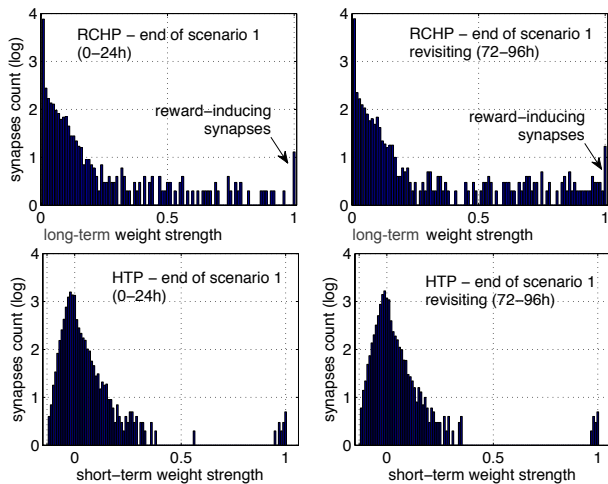 4
3
2
1
0
synapses count (log)
RCHP – end of scenario 1
(0–24h)
reward–inducing
synapses
0
0.5
1
long–term weight strength
4
3
2
1
0
RCHP – end of scenario 1
revisiting (72–96h)
reward–inducing
synapses
0
0.5
1
long–term weight strength
4
3
2
1
0
synapses count (log)
HTP – end of scenario 1
(0–24h)
0
0.5
1
short–term weight strength
4
3
2
1
0
synapses count (log)
HTP – end of scenario 1
revisiting (72–96h)
0
0.5
1
short–term weight strength